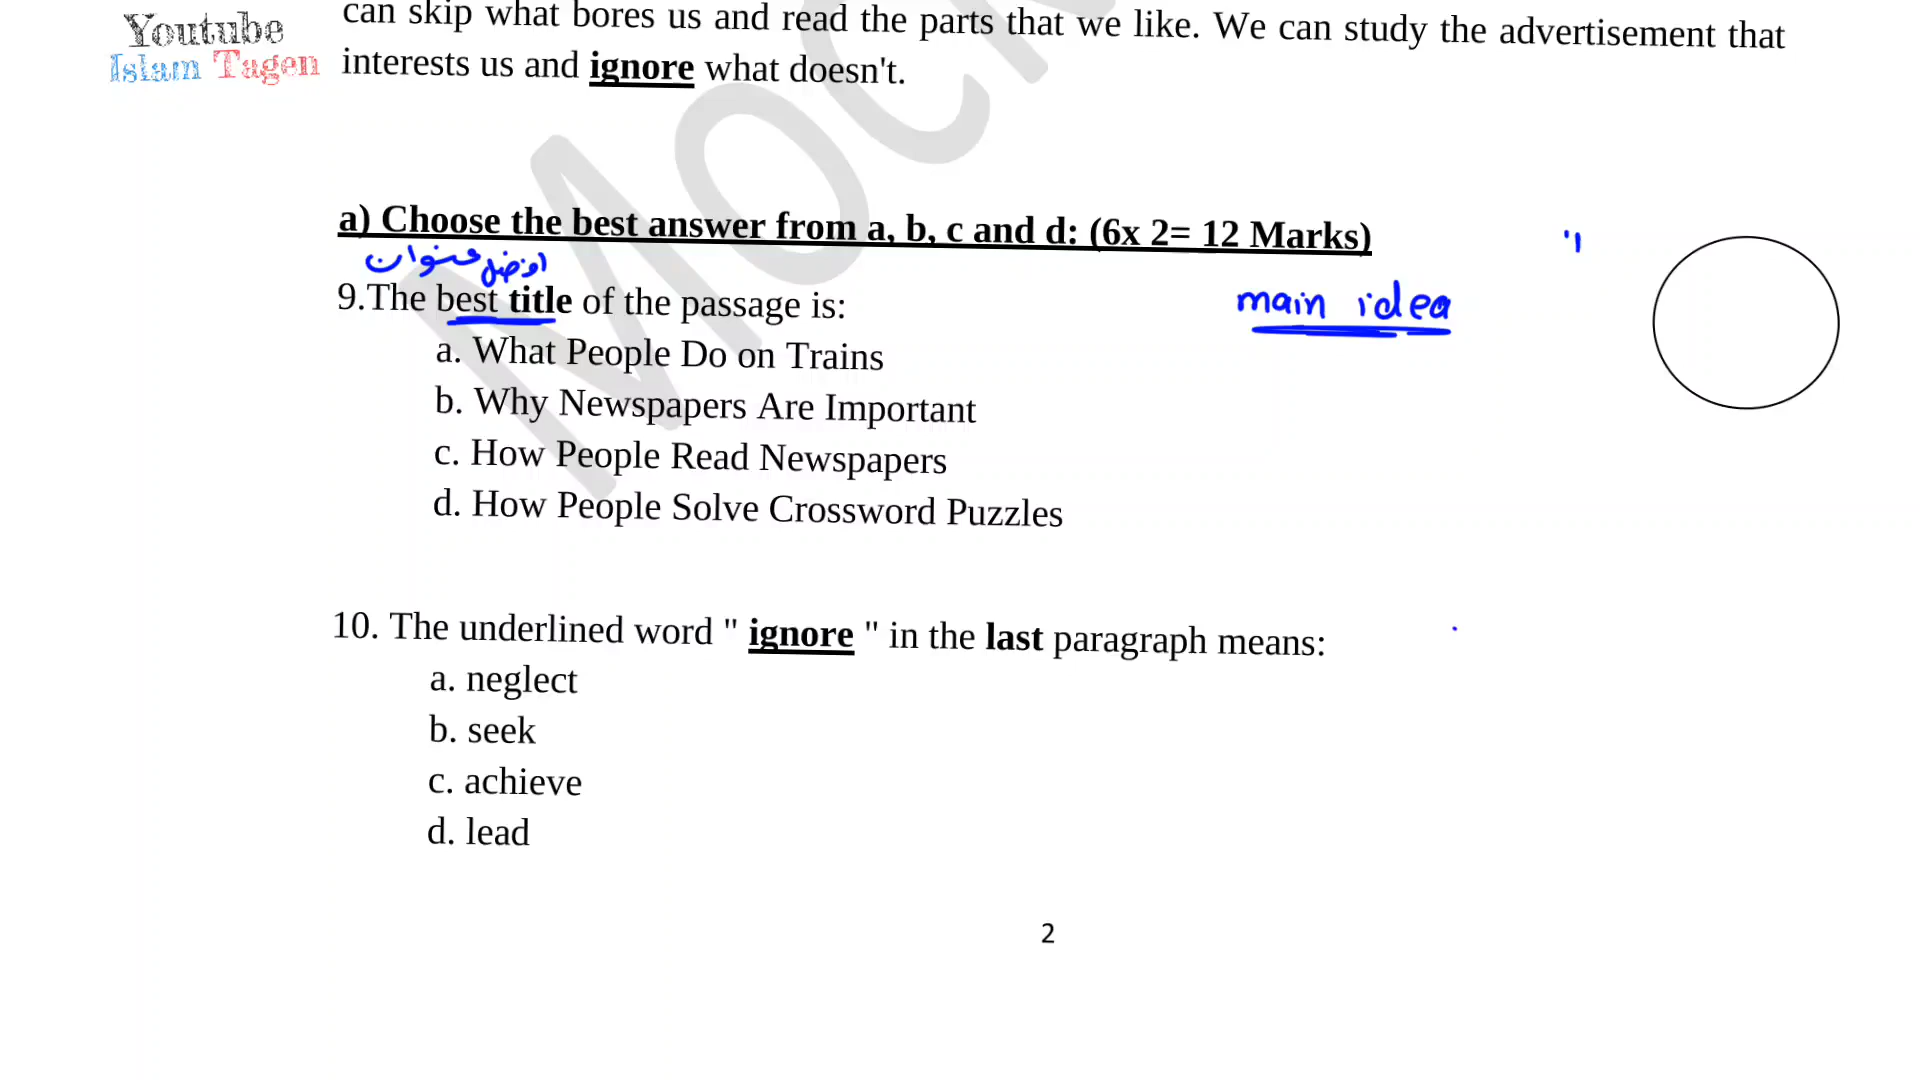 can skip what bores us and read the parts that we like. We can study the advertisement that
Youtube
Islam Tagen
interests us and ignore what doesn't.
a) Choose the best answer from a, b, c and d: (6x 2= 12 Marks)
افضل عنوان
9.The best title of the passage is:
main idea
a. What People Do on Trains
b. Why Newspapers Are Important
c. How People Read Newspapers
d. How People Solve Crossword Puzzles
10. The underlined word " ignore " in the last paragraph means:
a. neglect
b. seek
c. achieve
d. lead
2